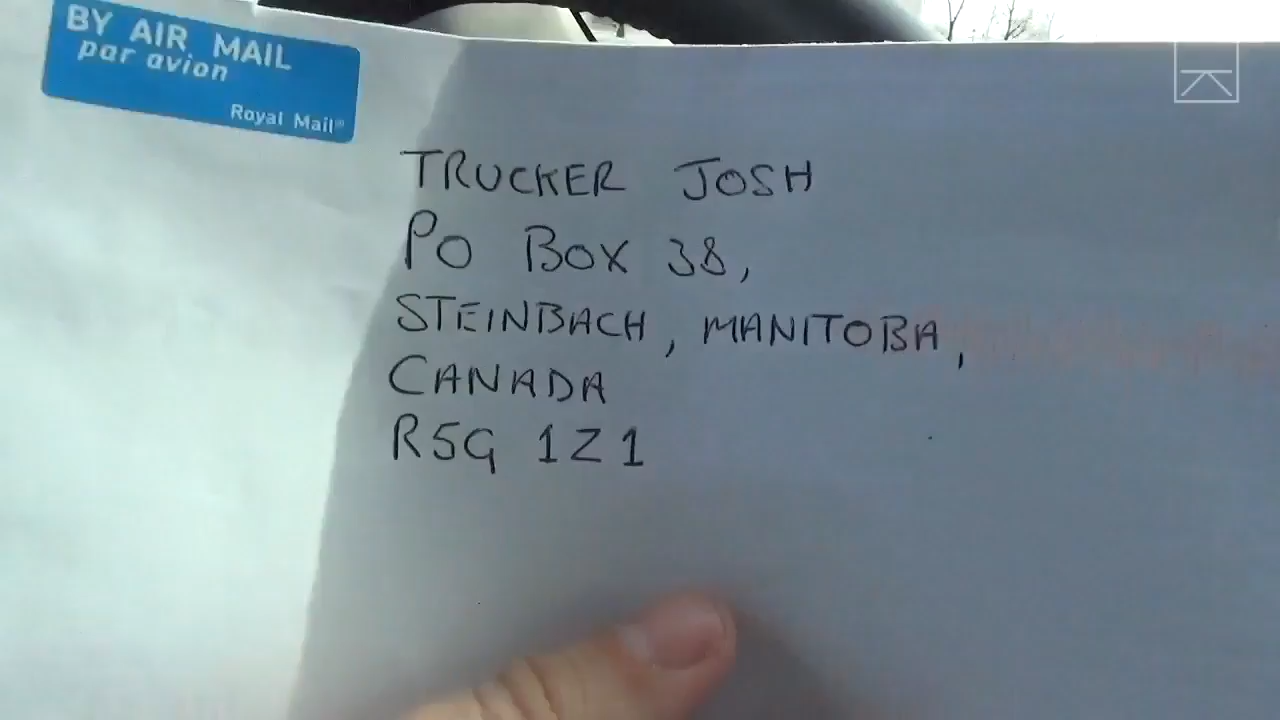 BY AIR MAIL
par avion
Royal Mail®
TRUCKER JOSH
PO BOX 38,
STEINBACH, MANITOBA,
CANADA
R5G 1Z1